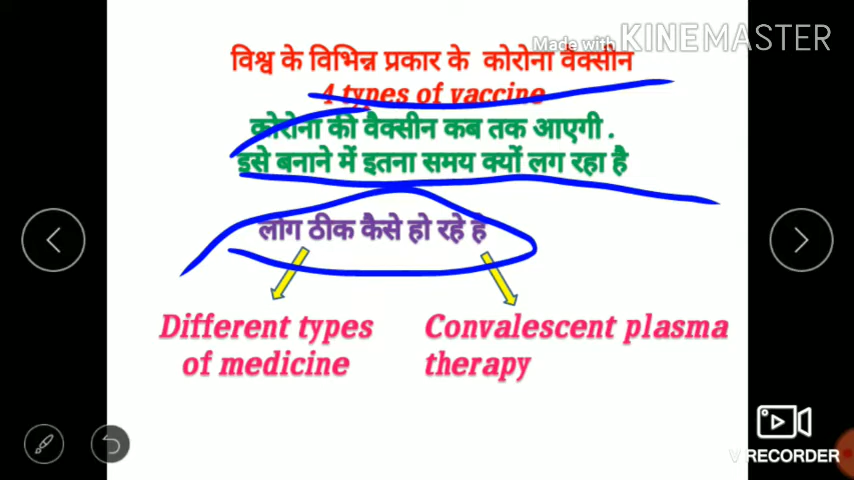 Made with KINEMASTER
विश्व के विभिन्न प्रकार के कोरोना वैक्सीन
4 types of vaccine
कोरोना की वैक्सीन कब तक आएगी .
इसे बनाने में इतना समय क्यों लग रहा है
लोग ठीक कैसे हो रहे हे
Different types
of medicine
Convalescent plasma
therapy
V RECORDER